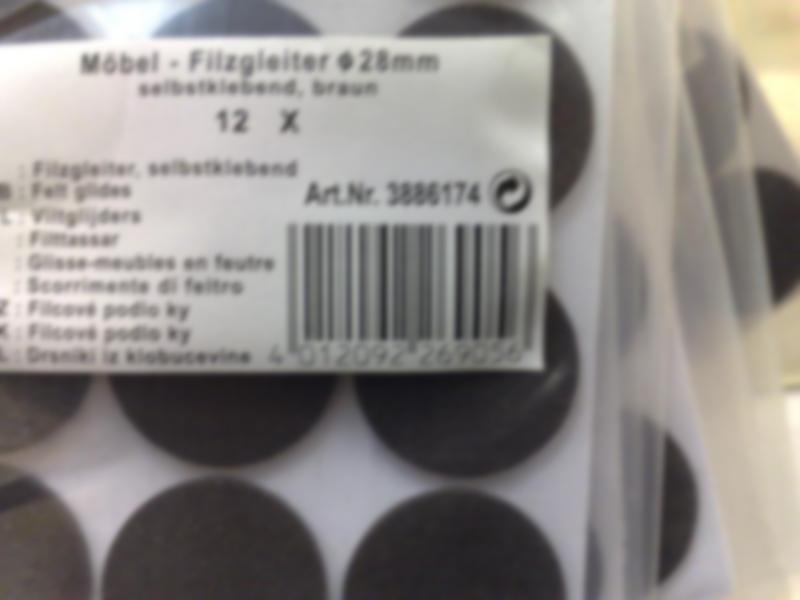 Möbel - Filzgleiter ϕ 28mm
selbstklebend, braun
12 X
: Filzgleiter, selbstklebend
: Felt glides
: Viltglijders
: Filttassar
: Glisse-meubles en feutre
: Scorrimente di feltro
Z : Filcové podlo ky
K : Filcové podlo ky
L : Drsniki iz klobucevine
Art.Nr. 3886174
4 012092 269056